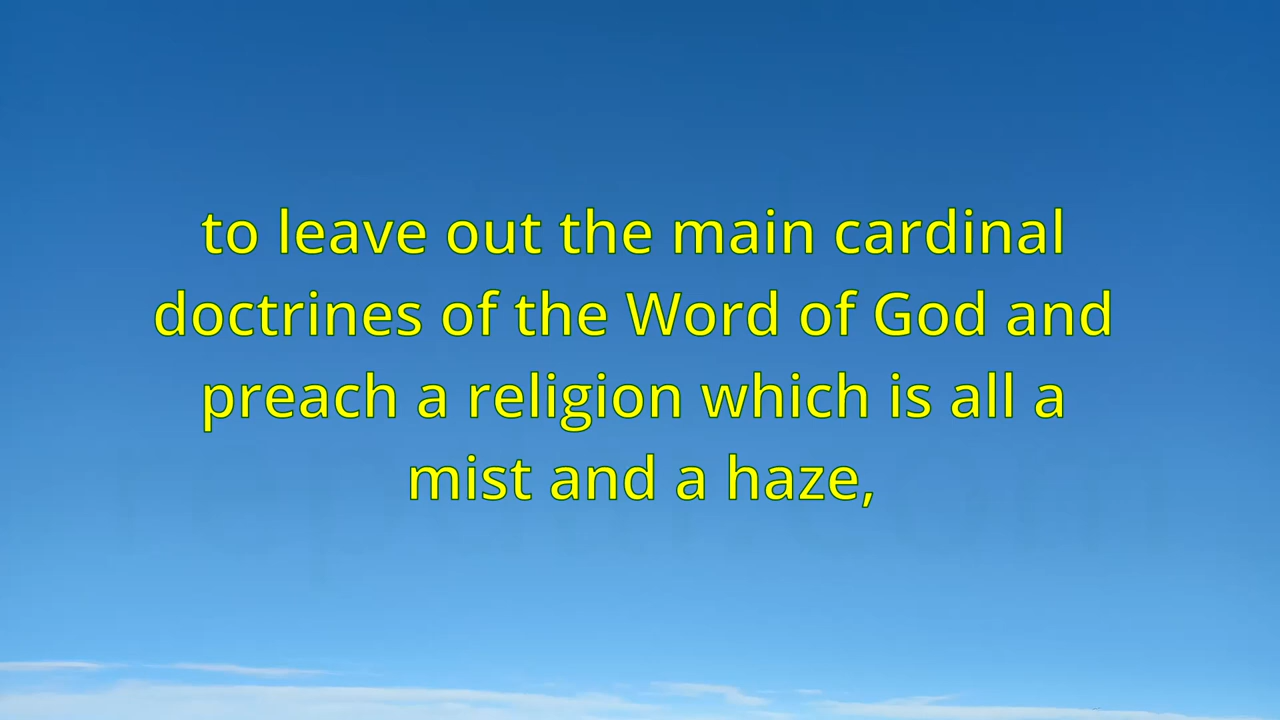 to leave out the main cardinal
doctrines of the Word of God and
preach a religion which is all a
mist and a haze,